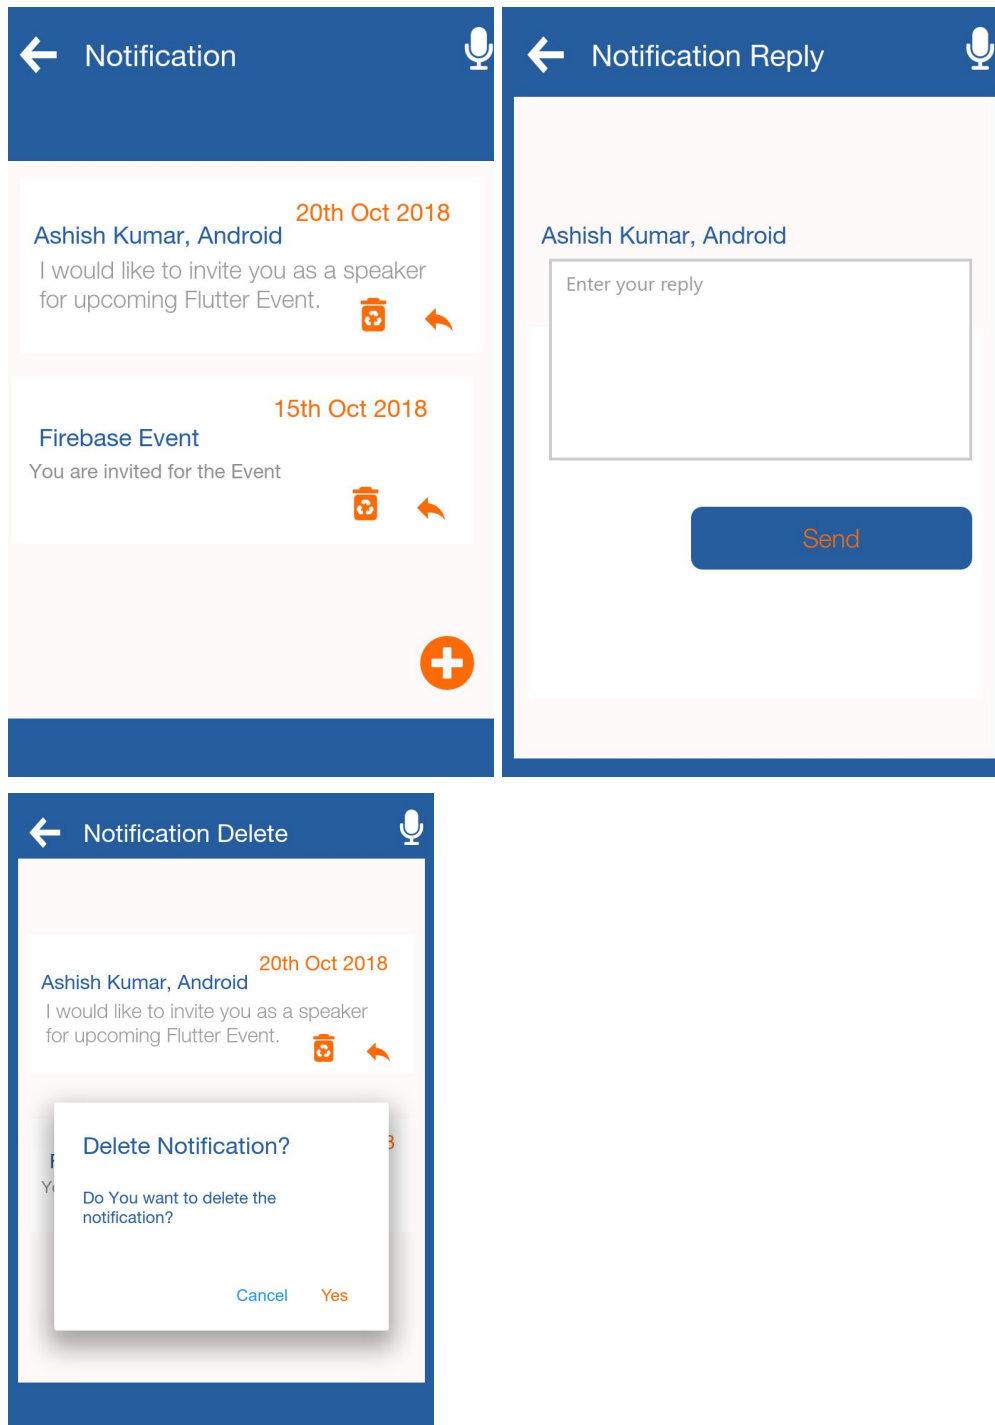 Notification
20th Oct 2018
Ashish Kumar, Android
I would like to invite you as a speaker
for upcoming Flutter Event.
15th Oct 2018
Firebase Event
You are invited for the Event
Notification Reply
Ashish Kumar, Android
Enter your reply
Send
Notification Delete
20th Oct 2018
Ashish Kumar, Android
I would like to invite you as a speaker
for upcoming Flutter Event.
Delete Notification?
Do You want to delete the
notification?
Cancel Yes